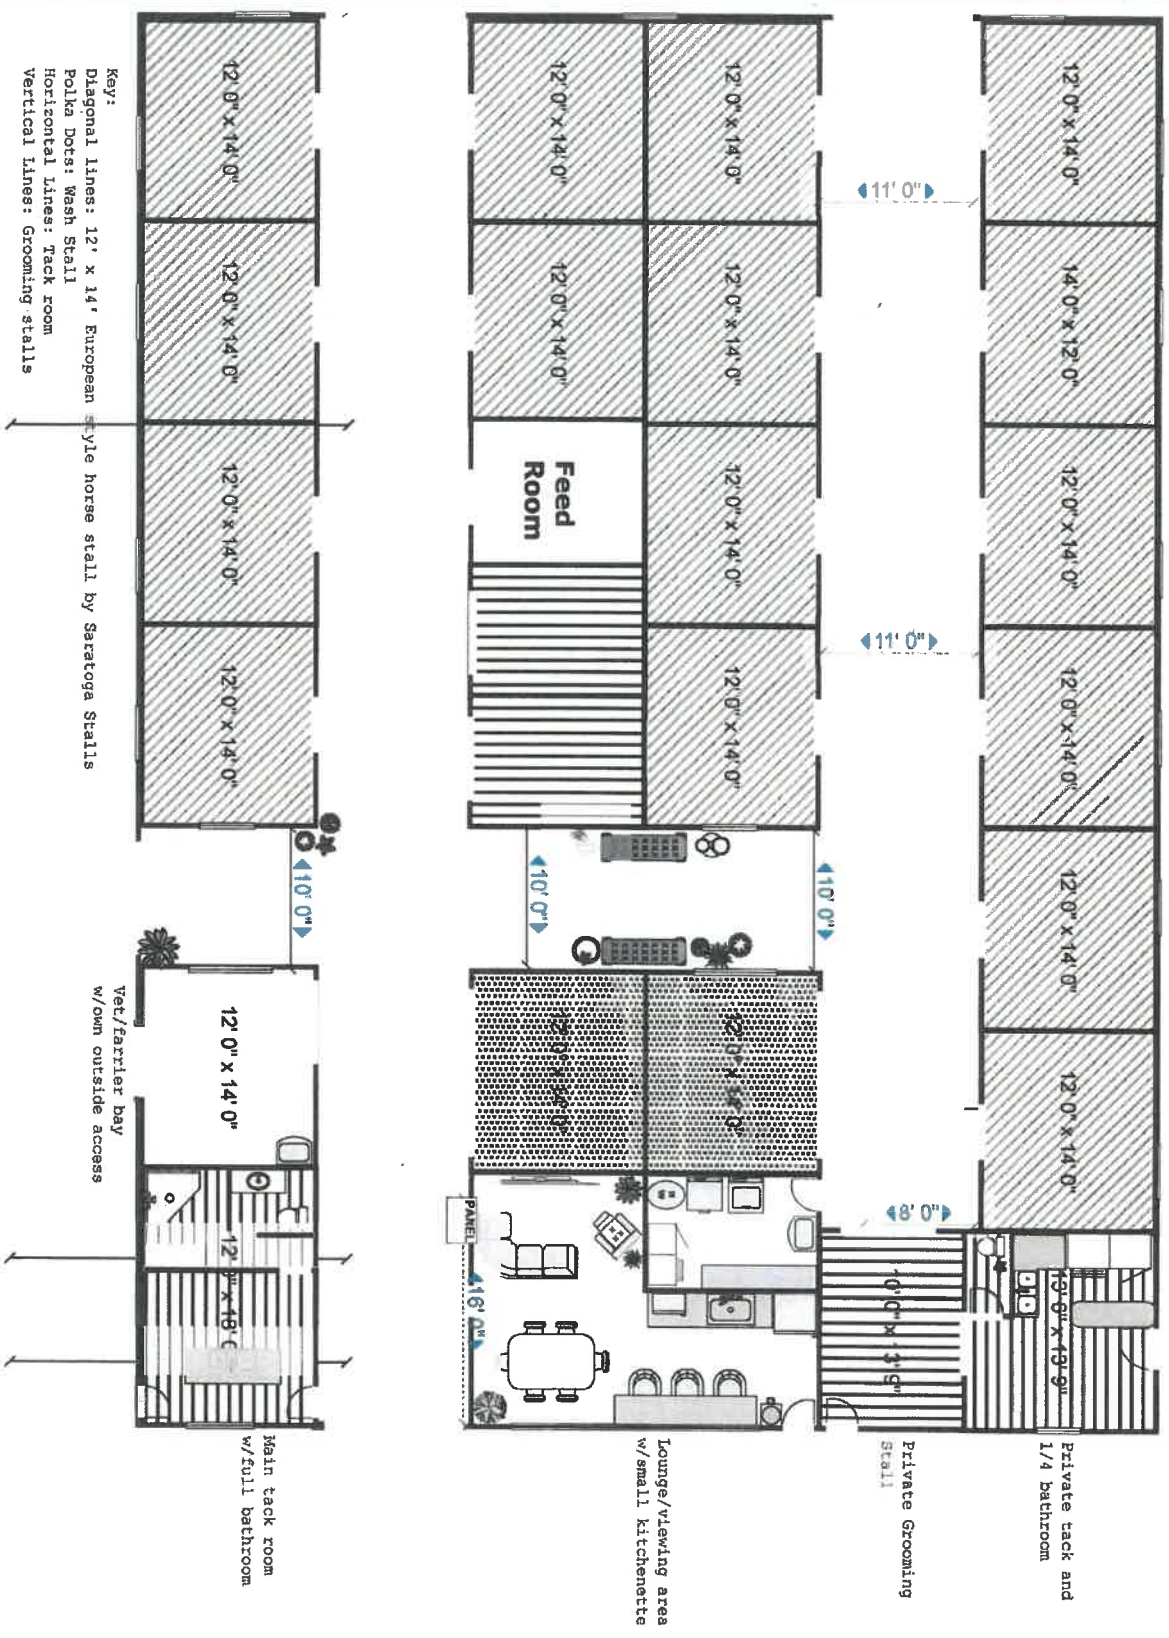 12' 0" x 14' 0"
14' 0" x 12' 0"
12' 0" x 14' 0"
12' 0" x 14' 0"
12' 0" x 14' 0"
12' 0" x 14' 0"
Private tack and
1/4 bathroom
11' 0"
11' 0"
8' 0"
Private Grooming
Stall
12' 0" x 14' 0"
12' 0" x 14' 0"
12' 0" x 14' 0"
12' 0" x 14' 0"
10' 0"
12' 0" x 14' 0"
W
Lounge/viewing area
w/small kitchenette
12' 0" x 14' 0"
12' 0" x 14' 0"
Feed
Room
10' 0"
12' 0" x 14' 0"
PANEL
16' 0"
10' 0"
12' 0" x 14' 0"
12' 0" x 14' 0"
12' 0" x 14' 0"
12' 0" x 14' 0"
12' 0" x 14' 0"
Main tack room
w/full bathroom
Vet/farrier bay
w/own outside access
Key:
Diagonal lines: 12' x 14' European style horse stall by Saratoga Stalls
Polka Dots: Wash Stall
Horizontal Lines: Tack room
Vertical Lines: Grooming stalls